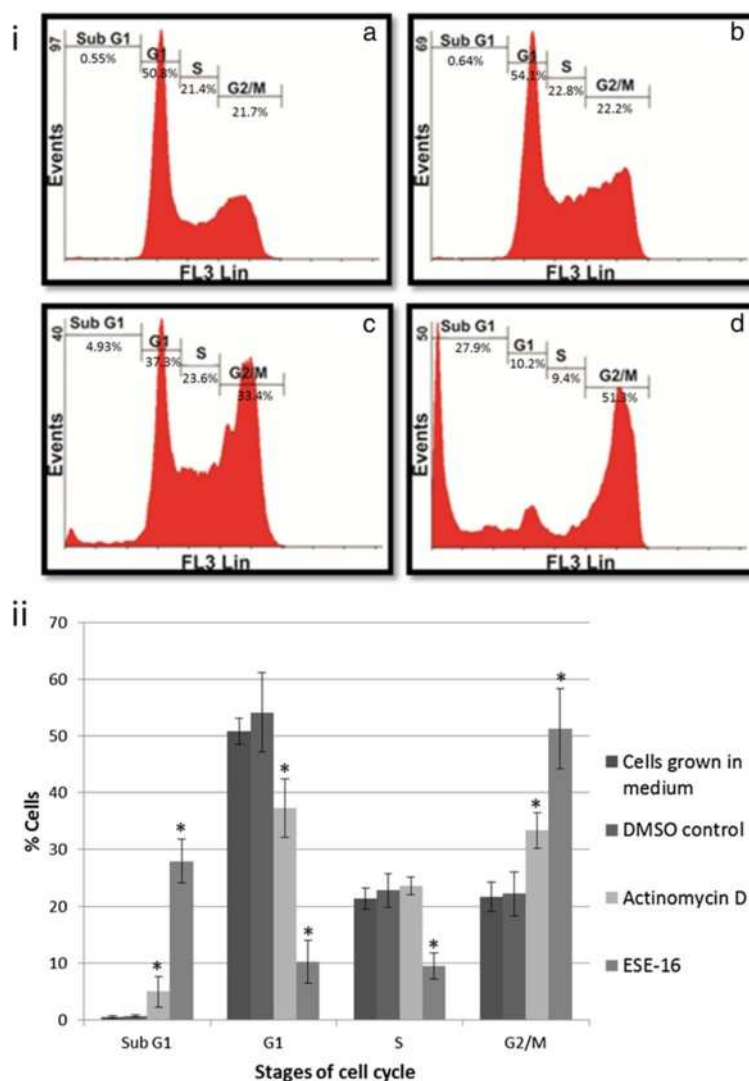 i
a
97
Sub G1
0.55%
G1
50.8%
S
21.4%
G2/M
21.7%
Events
FL3 Lin
b
69
Sub G1
0.64%
G1
54.1%
S
22.8%
G2/M
22.2%
Events
FL3 Lin
c
40
Sub G1
4.93%
G1
37.3%
S
23.6%
G2/M
33.4%
Events
FL3 Lin
d
50
Sub G1
27.9%
G1
10.2%
S
9.4%
G2/M
51.3%
Events
FL3 Lin
ii
70
60
50
40
30
20
10
0
% Cells
*
*
*
*
*
*
*
Sub G1
G1
S
G2/M
Stages of cell cycle
Cells grown in
medium
DMSO control
Actinomycin D
ESE-16